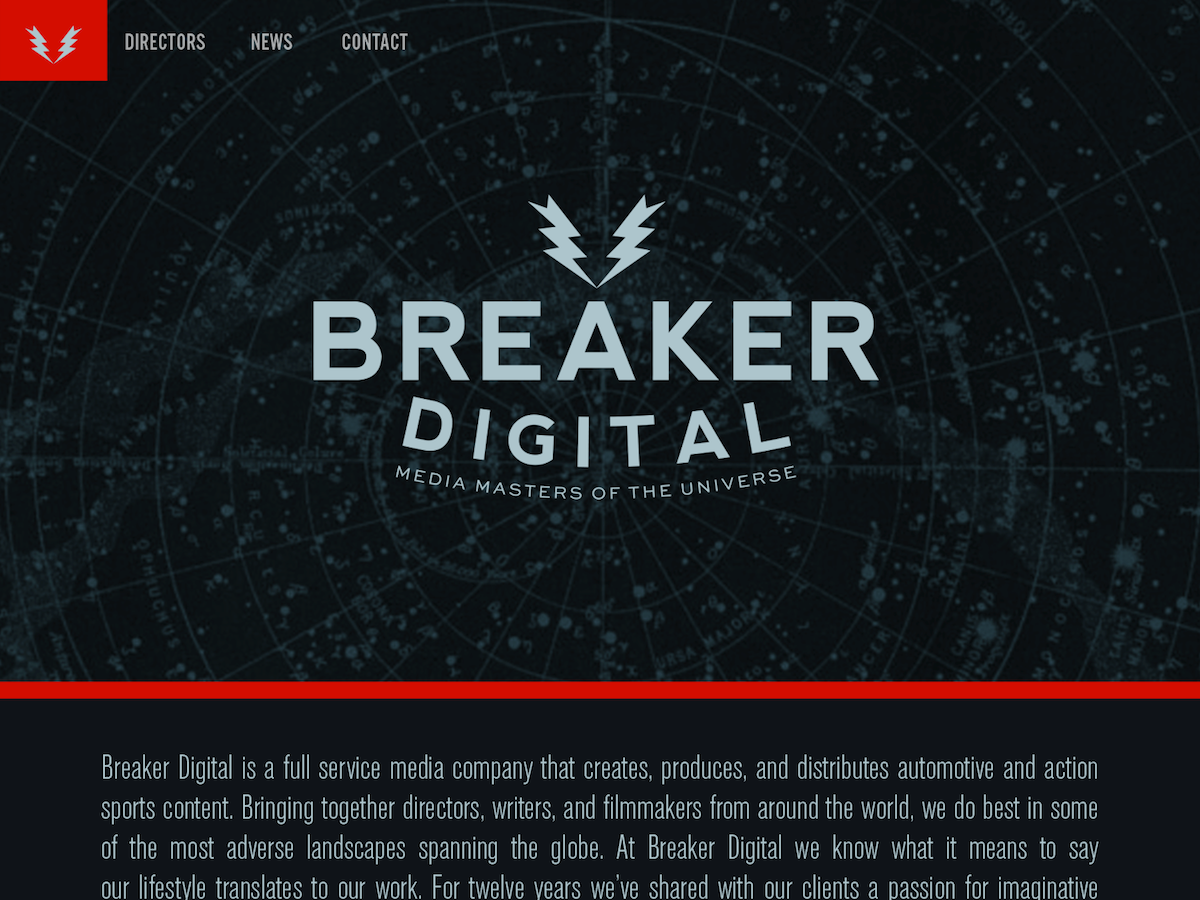 DIRECTORS NEWS CONTACT
BREAKER
DIGITAL
MEDIA MASTERS OF THE UNIVERSE
URSA MAJOR
OPHIUCHUS
Breaker Digital is a full service media company that creates, produces, and distributes automotive and action
sports content. Bringing together directors, writers, and filmmakers from around the world, we do best in some
of the most adverse landscapes spanning the globe. At Breaker Digital we know what it means to say
our lifestyle translates to our work. For twelve years we’ve shared with our clients a passion for imaginative